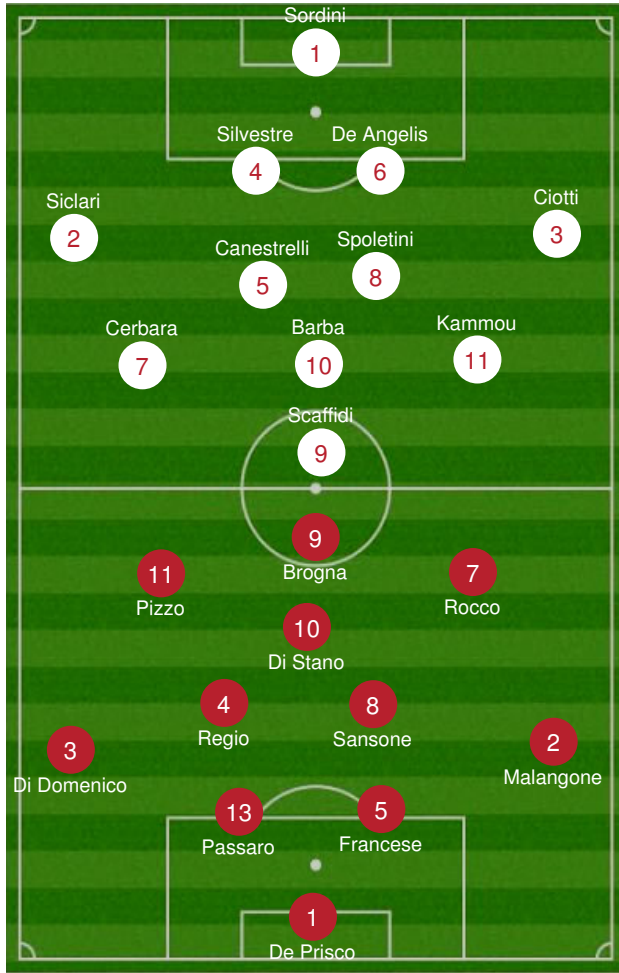 Sordini
1
Silvestre
De Angelis
4
6
Siclari
Ciotti
2
3
Canestrelli
Spoletini
5
8
Cerbara
Barba
Kammou
7
10
11
Scaffidi
9
9
Brogna
11
7
Pizzo
Rocco
10
Di Stano
4
8
Regio
Sansone
3
2
Di Domenico
Malangone
13
5
Passaro
Francese
1
De Prisco